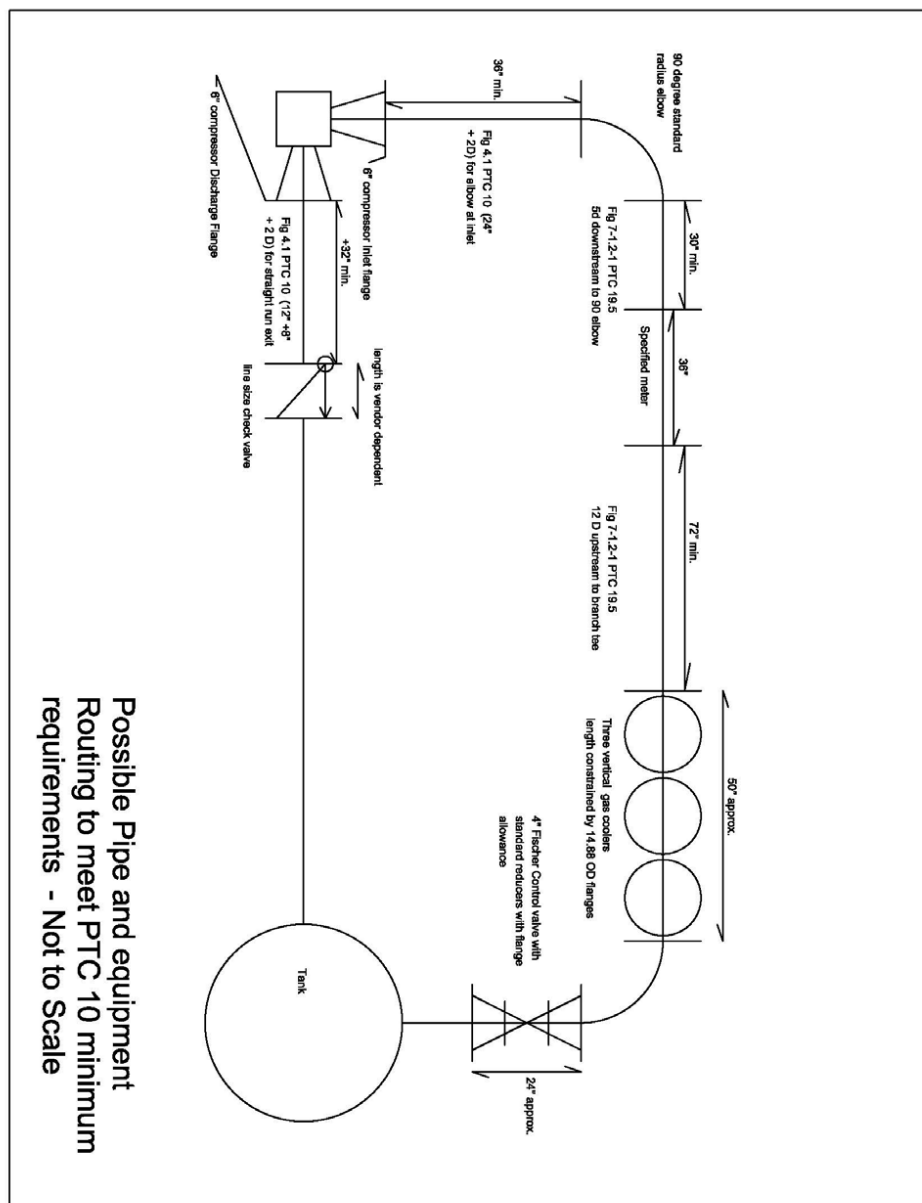 50" approx.
90 degree standard
radius elbow
30" min.
36"
72" min.
Fig 7-1.2-1 PTC 19.5
5d downstream to 90 elbow
Specified meter
Fig 7-1.2-1 PTC 19.5
12 D upstream to branch tee
Three vertical gas coolers
length constrained by 14.88 OD flanges
36" min.
Fig 4.1 PTC 10 (24"
+ 2D) for elbow at inlet
4" Fischer Control valve with
standard reducers with flange
allowance
24" approx.
6" compressor Inlet flange
length is vendor dependent
+32" min.
Fig 4.1 PTC 10 (12" +8"
+ 2 D) for straight run exit
line size check valve
6" compressor Discharge Flange
Tank
Possible Pipe and equipment
Routing to meet PTC 10 minimum
requirements - Not to Scale